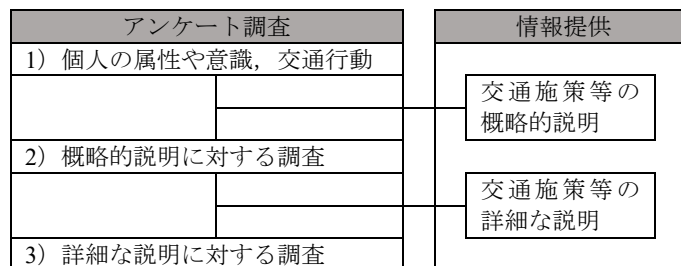 アンケート調査
情報提供
1) 個人の属性や意識，交通行動
交通施策等の
概略的説明
2) 概略的説明に対する調査
交通施策等の
詳細な説明
3) 詳細な説明に対する調査